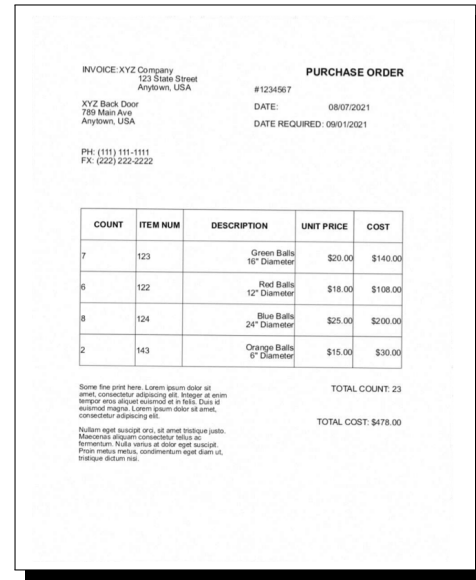 INVOICE: XYZ Company
123 State Street
Anytown, USA
PURCHASE ORDER
#1234567
XYZ Back Door
789 Main Ave
Anytown, USA
DATE: 08/07/2021
DATE REQUIRED: 09/01/2021
PH: (111) 111-1111
FX: (222) 222-2222
COUNT ITEM NUM DESCRIPTION UNIT PRICE COST
7 123 Green Balls $20.00 $140.00
16" Diameter
6 122 Red Balls $18.00 $108.00
12" Diameter
8 124 Blue Balls $25.00 $200.00
24" Diameter
2 143 Orange Balls $15.00 $30.00
6" Diameter
Some fine print here. Lorem ipsum dolor sit
amet, consectetur adipiscing elit. Integer at enim
tempor eros aliquet euismod et in felis. Duis id
euismod magna. Lorem ipsum dolor sit amet,
consectetur adipiscing elit.
Nullam eget suscipit orci, sit amet tristique justo.
Maecenas aliquam consectetur tellus ac
fermentum. Nulla varius at dolor eget suscipit.
Proin metus metus, condimentum eget diam ut,
tristique dictum nisi.
TOTAL COUNT: 23
TOTAL COST: $478.00